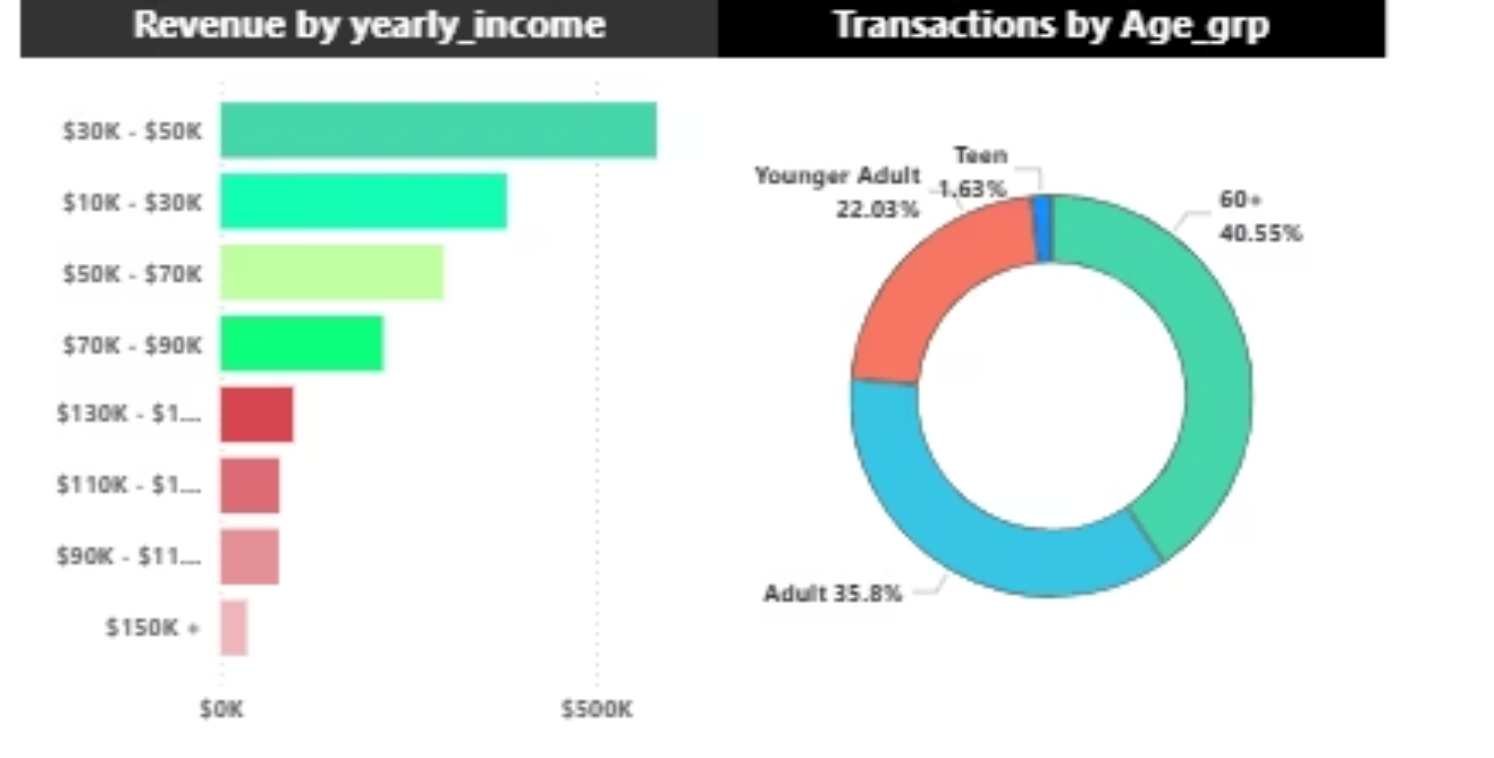 Revenue by yearly_income
$30K - $50K
$10K - $30K
$50K - $70K
$70K - $90K
$130K - $1...
$110K - $1...
$90K - $11...
$150K +
$0K
$500K
Transactions by Age_grp
Teen
1.63%
Younger Adult
22.03%
60+
40.55%
Adult 35.8%